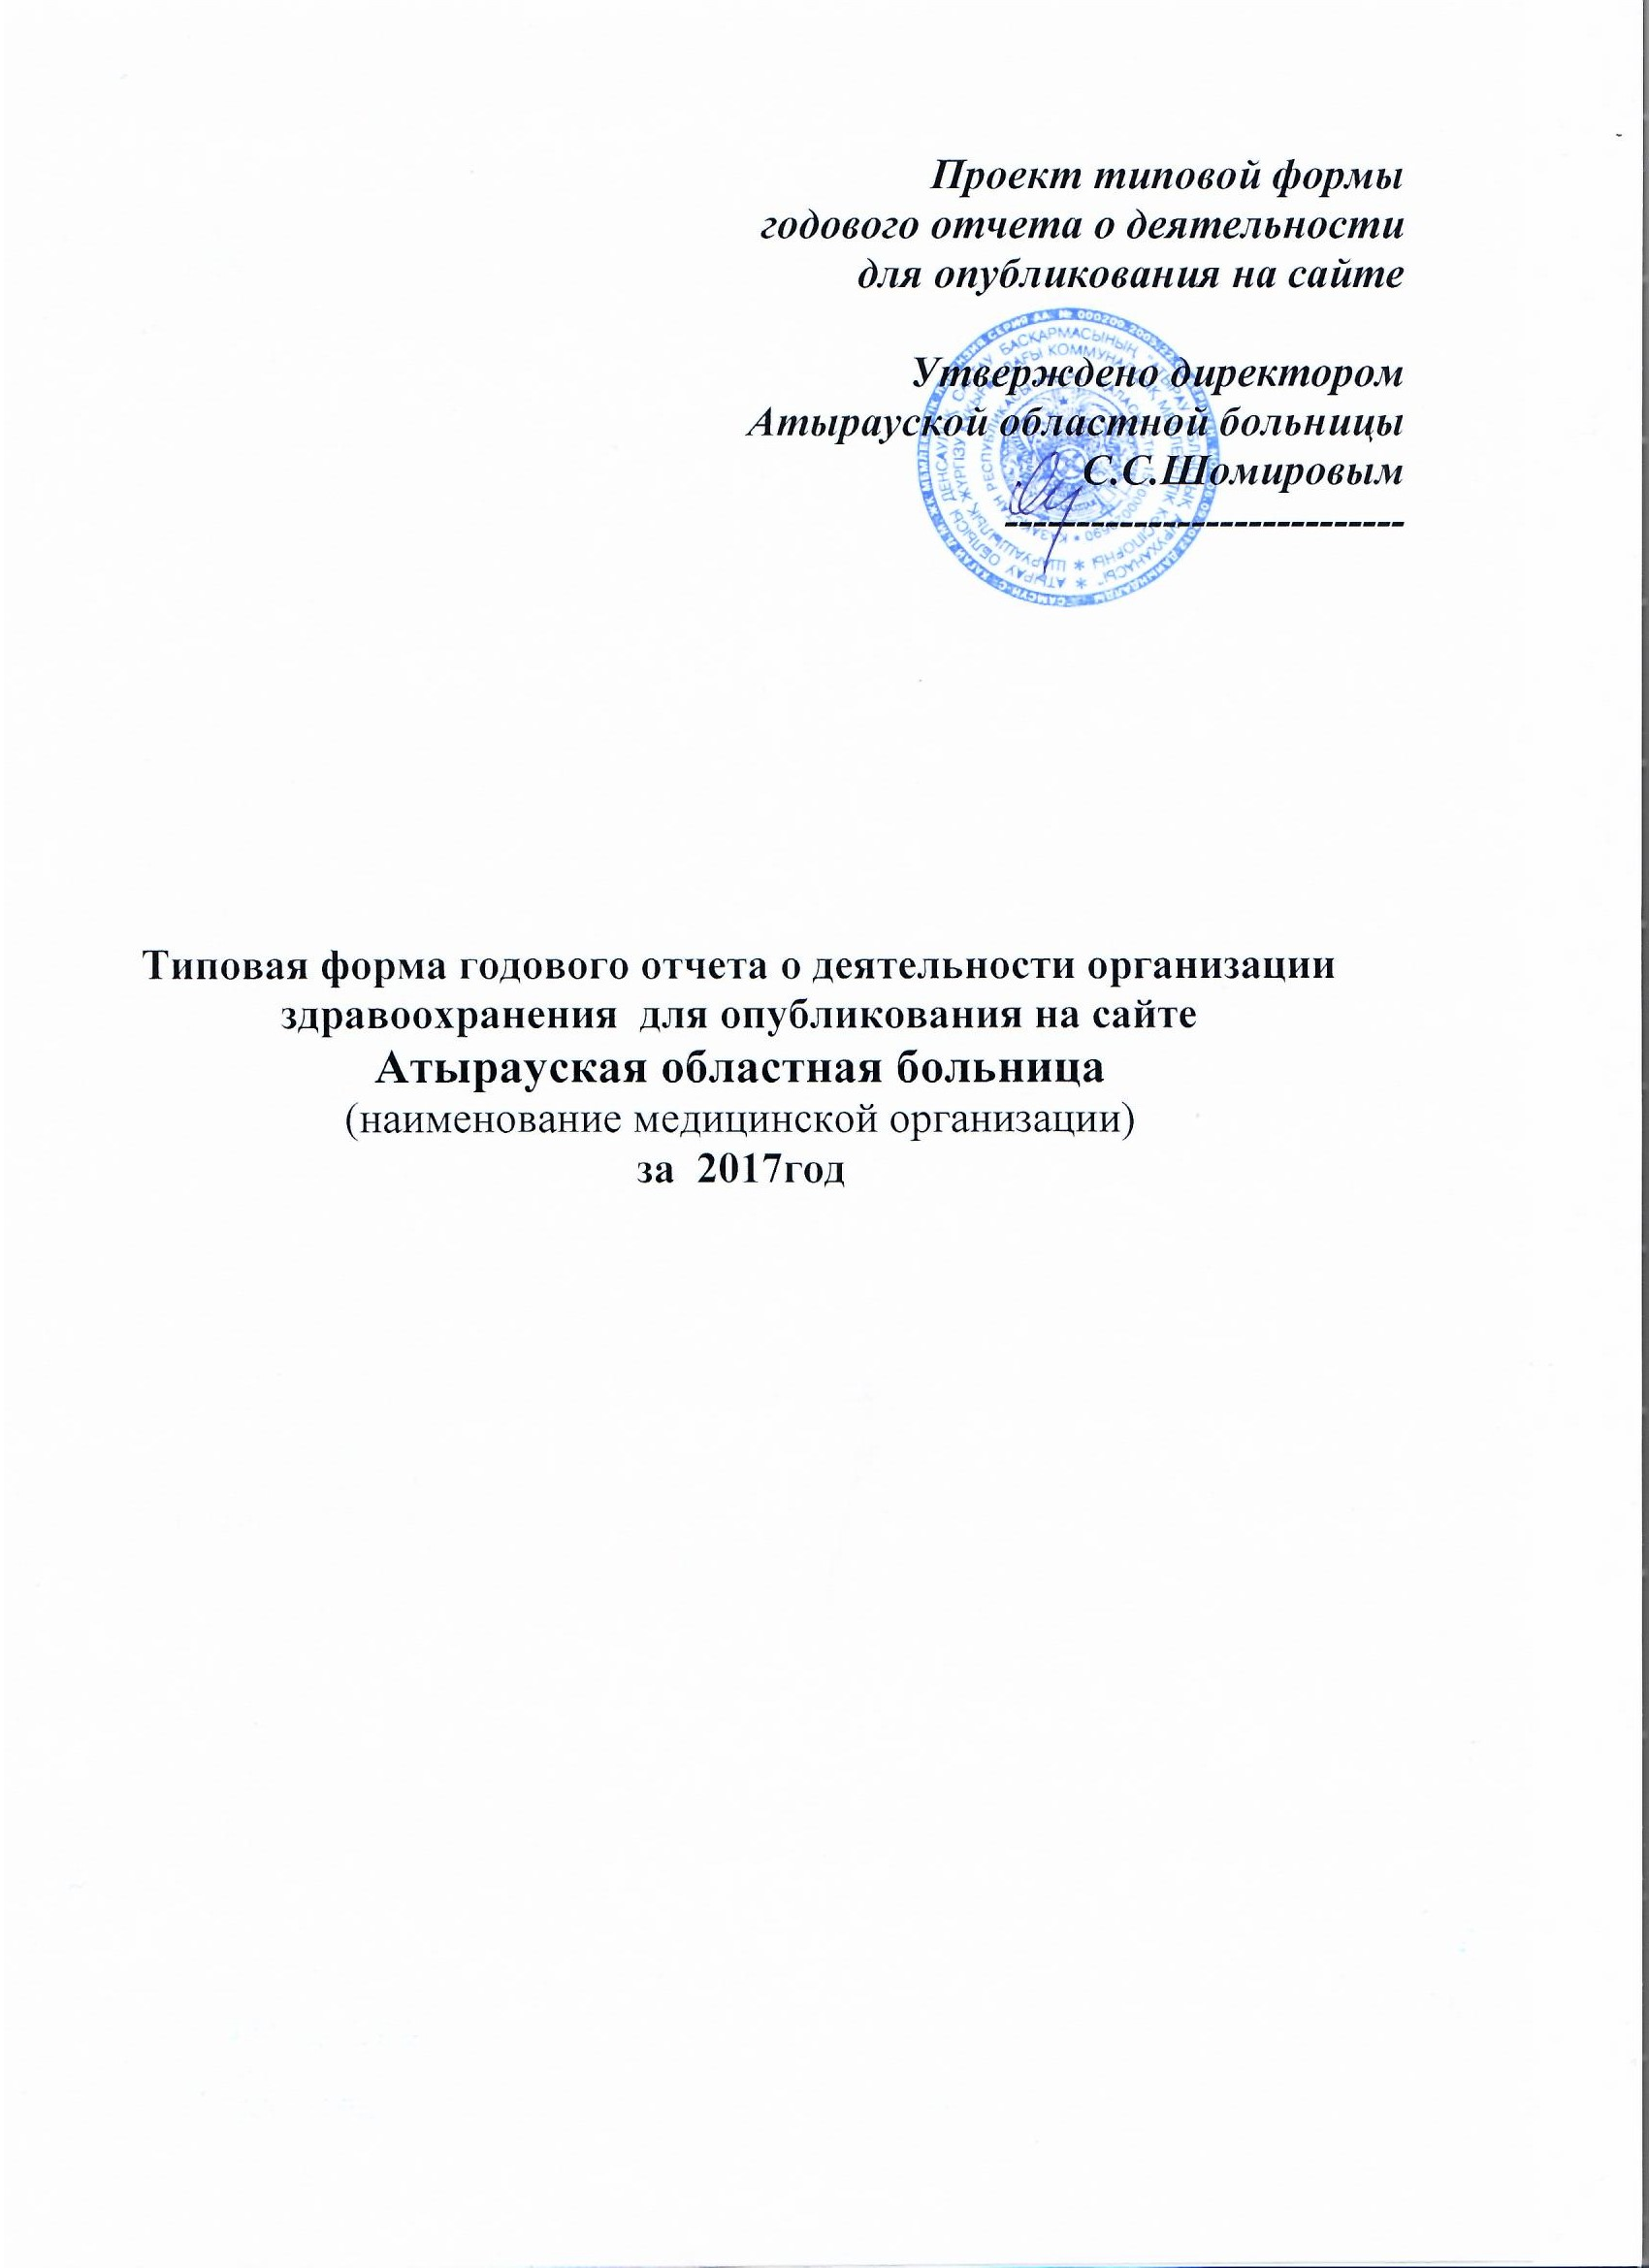 Проект типовой формы
годового отчета о деятельности
для опубликования на сайте
Утверждено директором
Атырауской областной больницы
С.С.Шомировым
----------------------------
Типовая форма годового отчета о деятельности организации
здравоохранения для опубликования на сайте
Атырауская областная больница
(наименование медицинской организации)
за 2017год